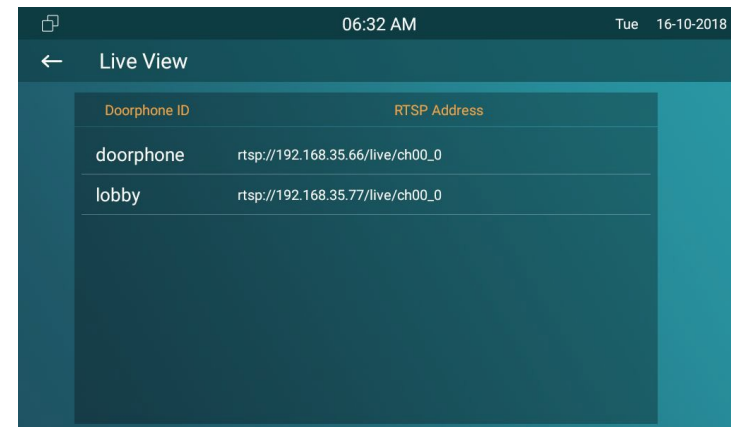 06:32 AM Tue 16-10-2018
Live View
Doorphone ID RTSP Address
doorphone rtsp://192.168.35.66/live/ch00_0
lobby rtsp://192.168.35.77/live/ch00_0